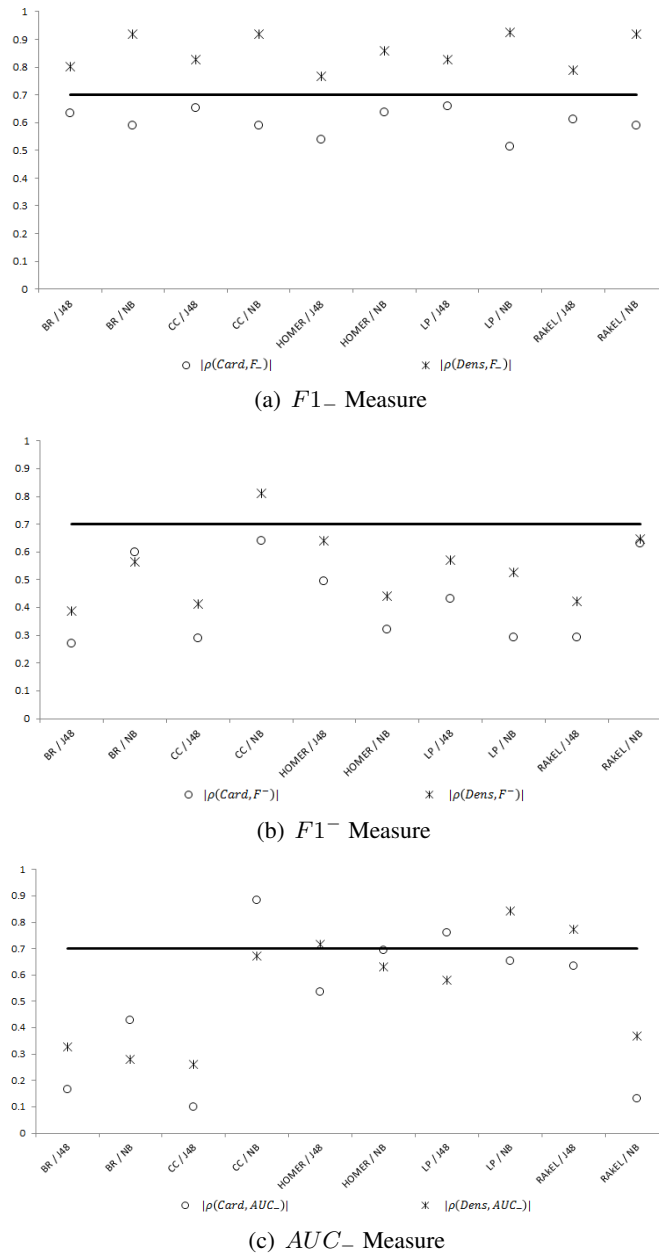 1
0.9
0.8
0.7
0.6
0.5
0.4
0.3
0.2
0.1
0
BR / J48
BR / NB
CC / J48
CC / NB
HOMER / J48
HOMER / NB
LP / J48
LP / NB
RAkEL / J48
RAkEL / NB
|ρ(Card,F₋)|
|ρ(Dens,F₋)|
(a) F1₋ Measure
1
0.9
0.8
0.7
0.6
0.5
0.4
0.3
0.2
0.1
0
BR / J48
BR / NB
CC / J48
CC / NB
HOMER / J48
HOMER / NB
LP / J48
LP / NB
RAkEL / J48
RAkEL / NB
|ρ(Card,F⁻)|
|ρ(Dens,F⁻)|
(b) F1⁻ Measure
1
0.9
0.8
0.7
0.6
0.5
0.4
0.3
0.2
0.1
0
BR / J48
BR / NB
CC / J48
CC / NB
HOMER / J48
HOMER / NB
LP / J48
LP / NB
RAkEL / J48
RAkEL / NB
|ρ(Card,AUC₋)|
|ρ(Dens,AUC₋)|
(c) AUC₋ Measure